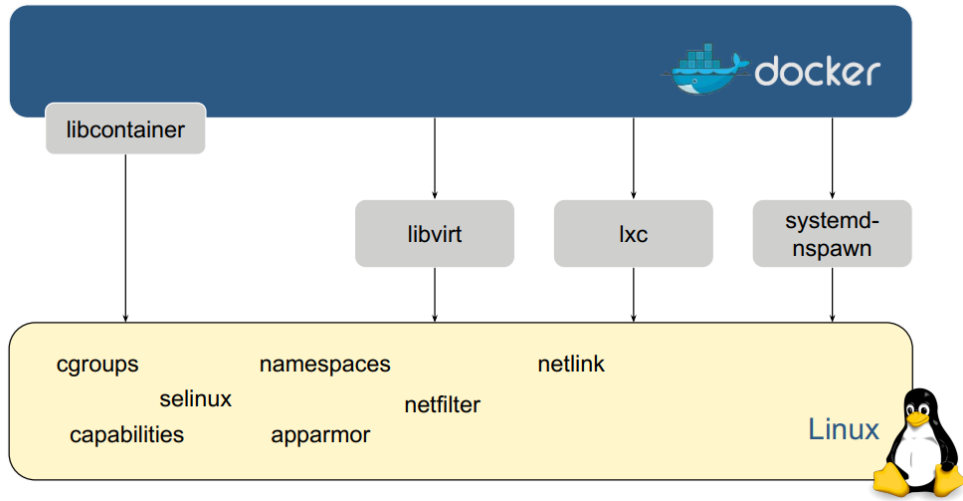 docker
libcontainer
libvirt
lxc
systemd-
nspawn
cgroups
namespaces
netlink
selinux
netfilter
capabilities
apparmor
Linux